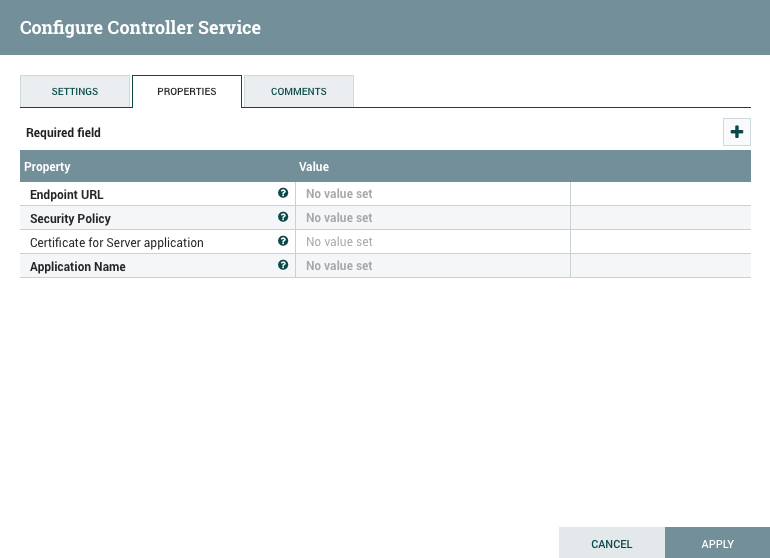 Configure Controller Service
SETTINGS PROPERTIES COMMENTS
Required field
Property Value
Endpoint URL No value set
Security Policy No value set
Certificate for Server application No value set
Application Name No value set
CANCEL APPLY